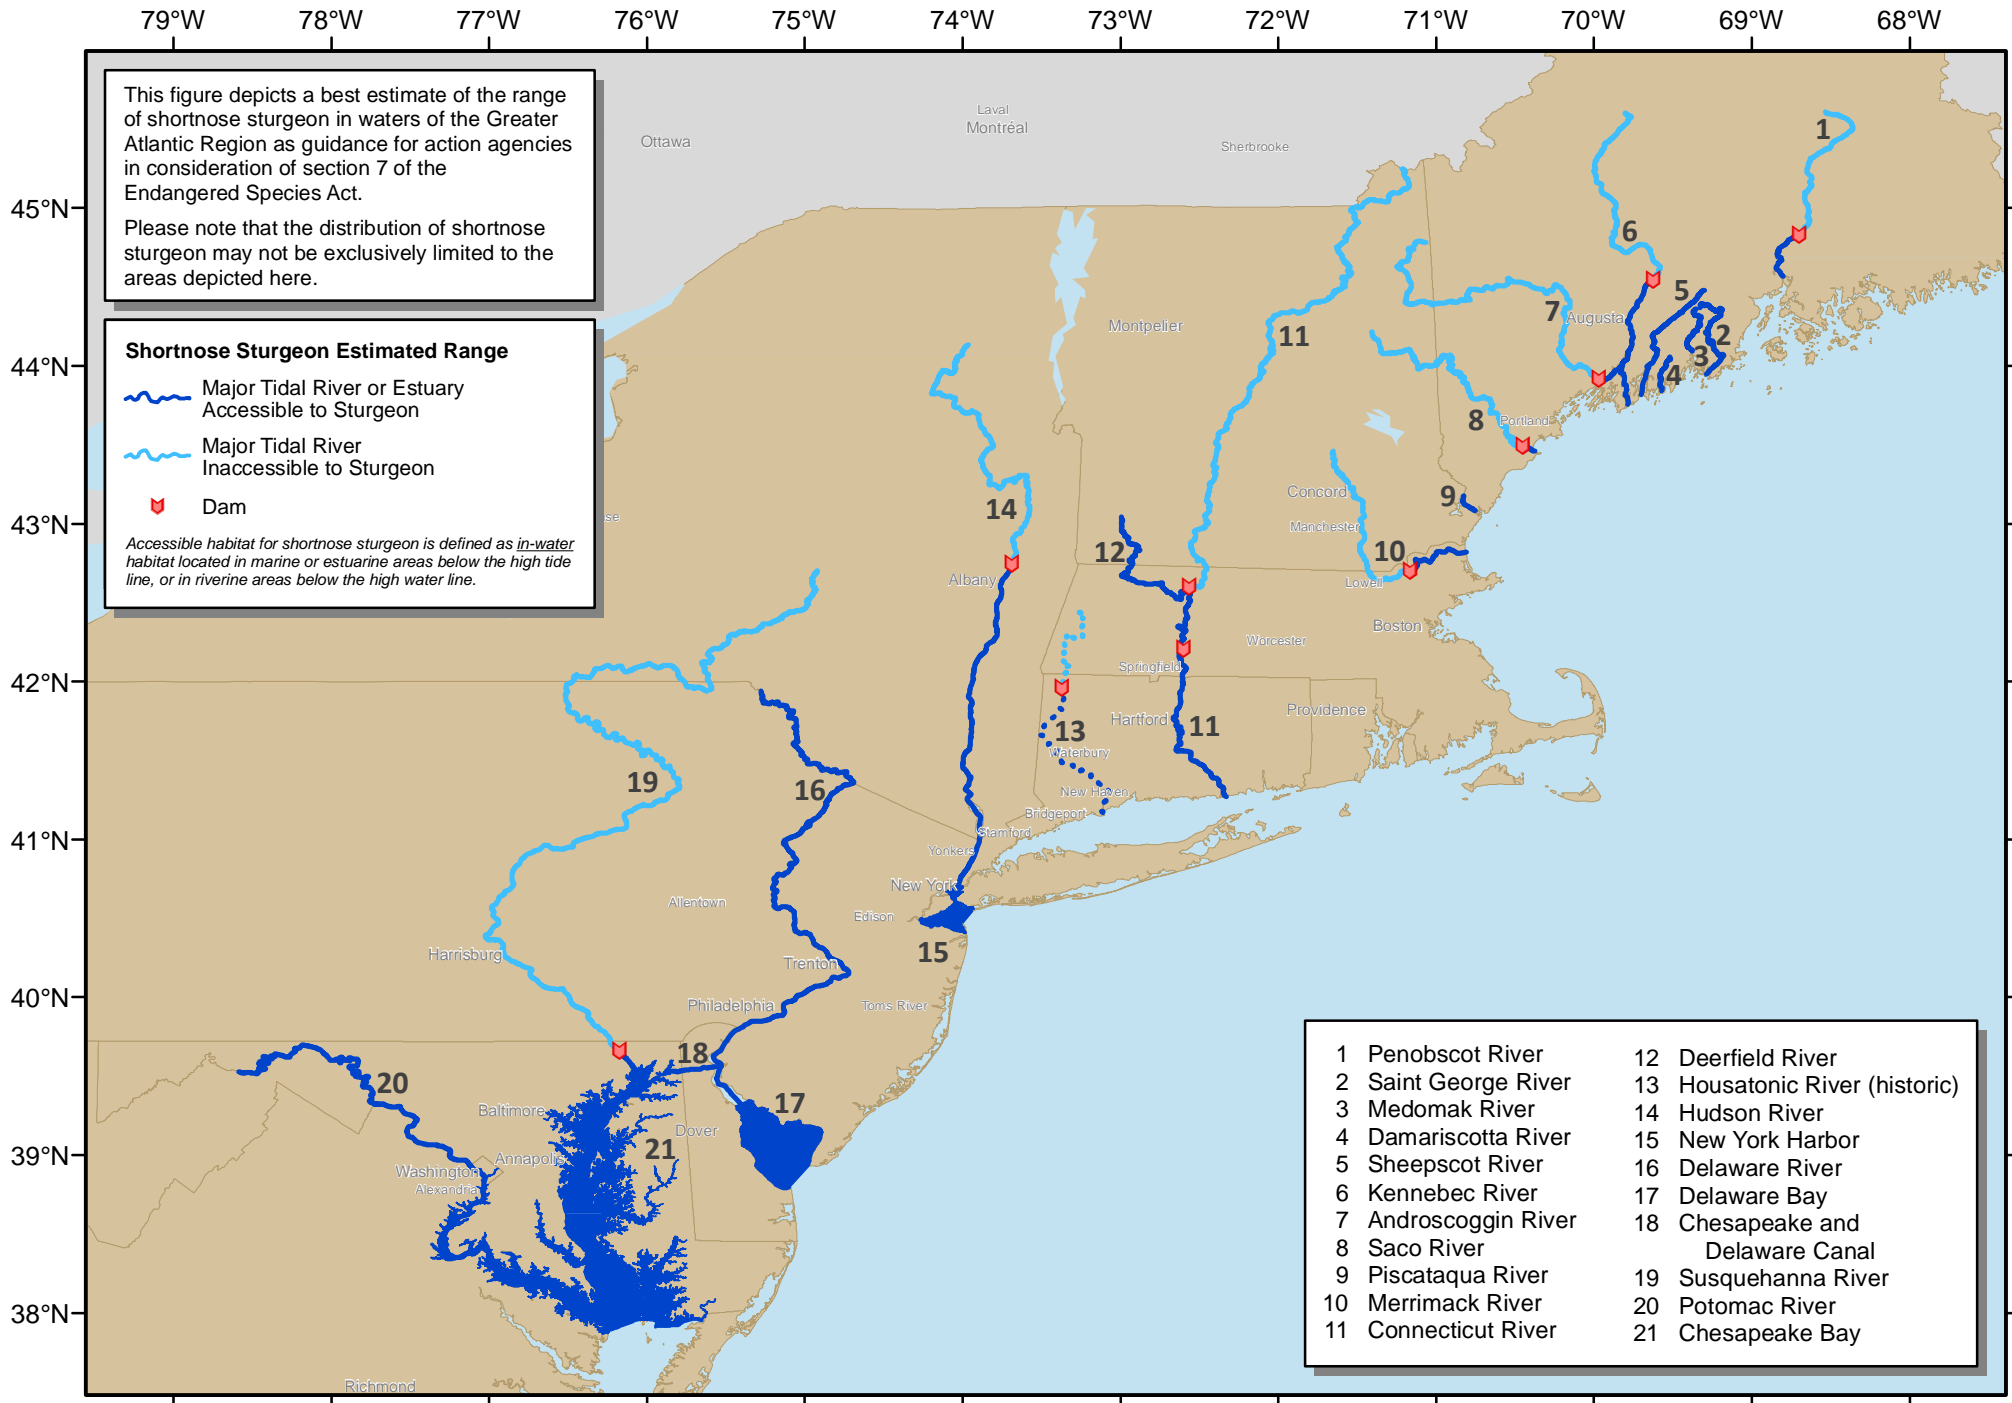 79°W 78°W 77°W 76°W 75°W 74°W 73°W 72°W 71°W 70°W 69°W 68°W
This figure depicts a best estimate of the range
of shortnose sturgeon in waters of the Greater
Atlantic Region as guidance for action agencies
in consideration of section 7 of the
Endangered Species Act.
Please note that the distribution of shortnose
sturgeon may not be exclusively limited to the
areas depicted here.
Shortnose Sturgeon Estimated Range
Major Tidal River or Estuary
Accessible to Sturgeon
Major Tidal River
Inaccessible to Sturgeon
Dam
Accessible habitat for shortnose sturgeon is defined as in-water
habitat located in marine or estuarine areas below the high tide
line, or in riverine areas below the high water line.
45°N
44°N
43°N
42°N
41°N
40°N
39°N
38°N
Laval
Montréal
Ottawa
Sherbrooke
1
6
5
7
Augusta
2
3
4
Montpelier
11
8
Portland
Concord
9
14
Manchester
12
10
Albany
Lowell
Boston
Worcester
Springfield
Hartford
11
Providence
13
Waterbury
19
16
New Haven
Bridgeport
Stamford
Yonkers
New York
Allentown
Edison
15
Harrisburg
Trenton
Philadelphia
Toms River
18
20
17
Baltimore
Dover
21
Annapolis
Washington
Alexandria
Richmond
1 Penobscot River
2 Saint George River
3 Medomak River
4 Damariscotta River
5 Sheepscot River
6 Kennebec River
7 Androscoggin River
8 Saco River
9 Piscataqua River
10 Merrimack River
11 Connecticut River
12 Deerfield River
13 Housatonic River (historic)
14 Hudson River
15 New York Harbor
16 Delaware River
17 Delaware Bay
18 Chesapeake and
Delaware Canal
19 Susquehanna River
20 Potomac River
21 Chesapeake Bay